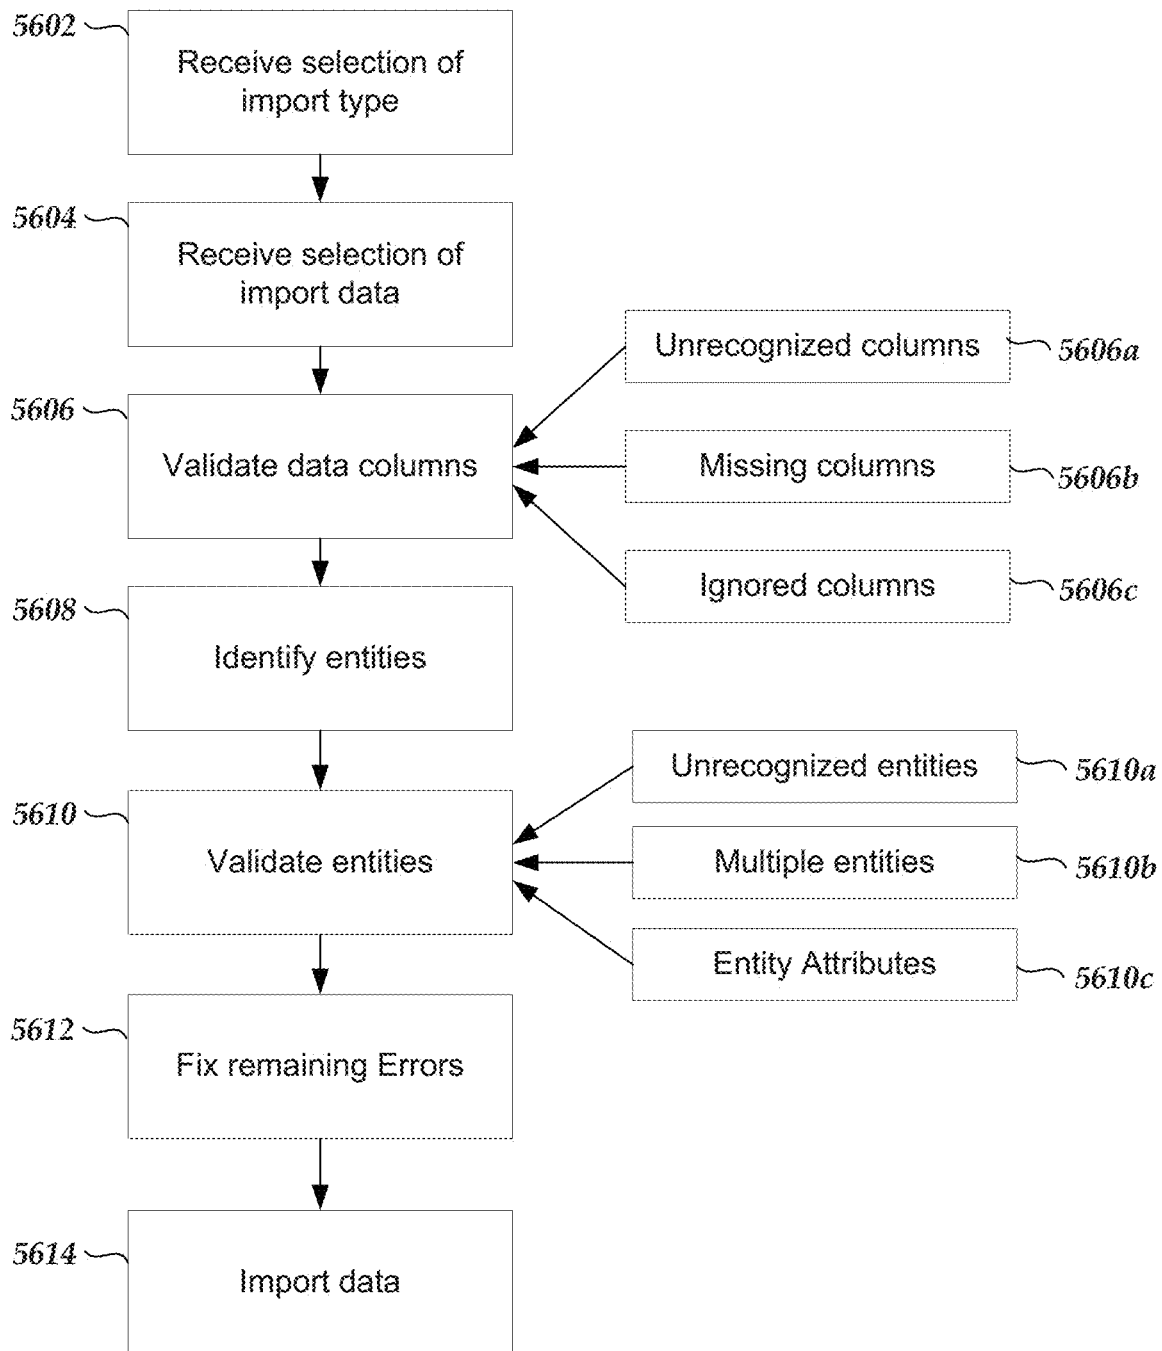 5602
Receive selection of
import type
5604
Receive selection of
import data
Unrecognized columns
5606a
5606
Validate data columns
Missing columns
5606b
Ignored columns
5606c
5608
Identify entities
Unrecognized entities
5610a
5610
Validate entities
Multiple entities
5610b
Entity Attributes
5610c
5612
Fix remaining Errors
5614
Import data